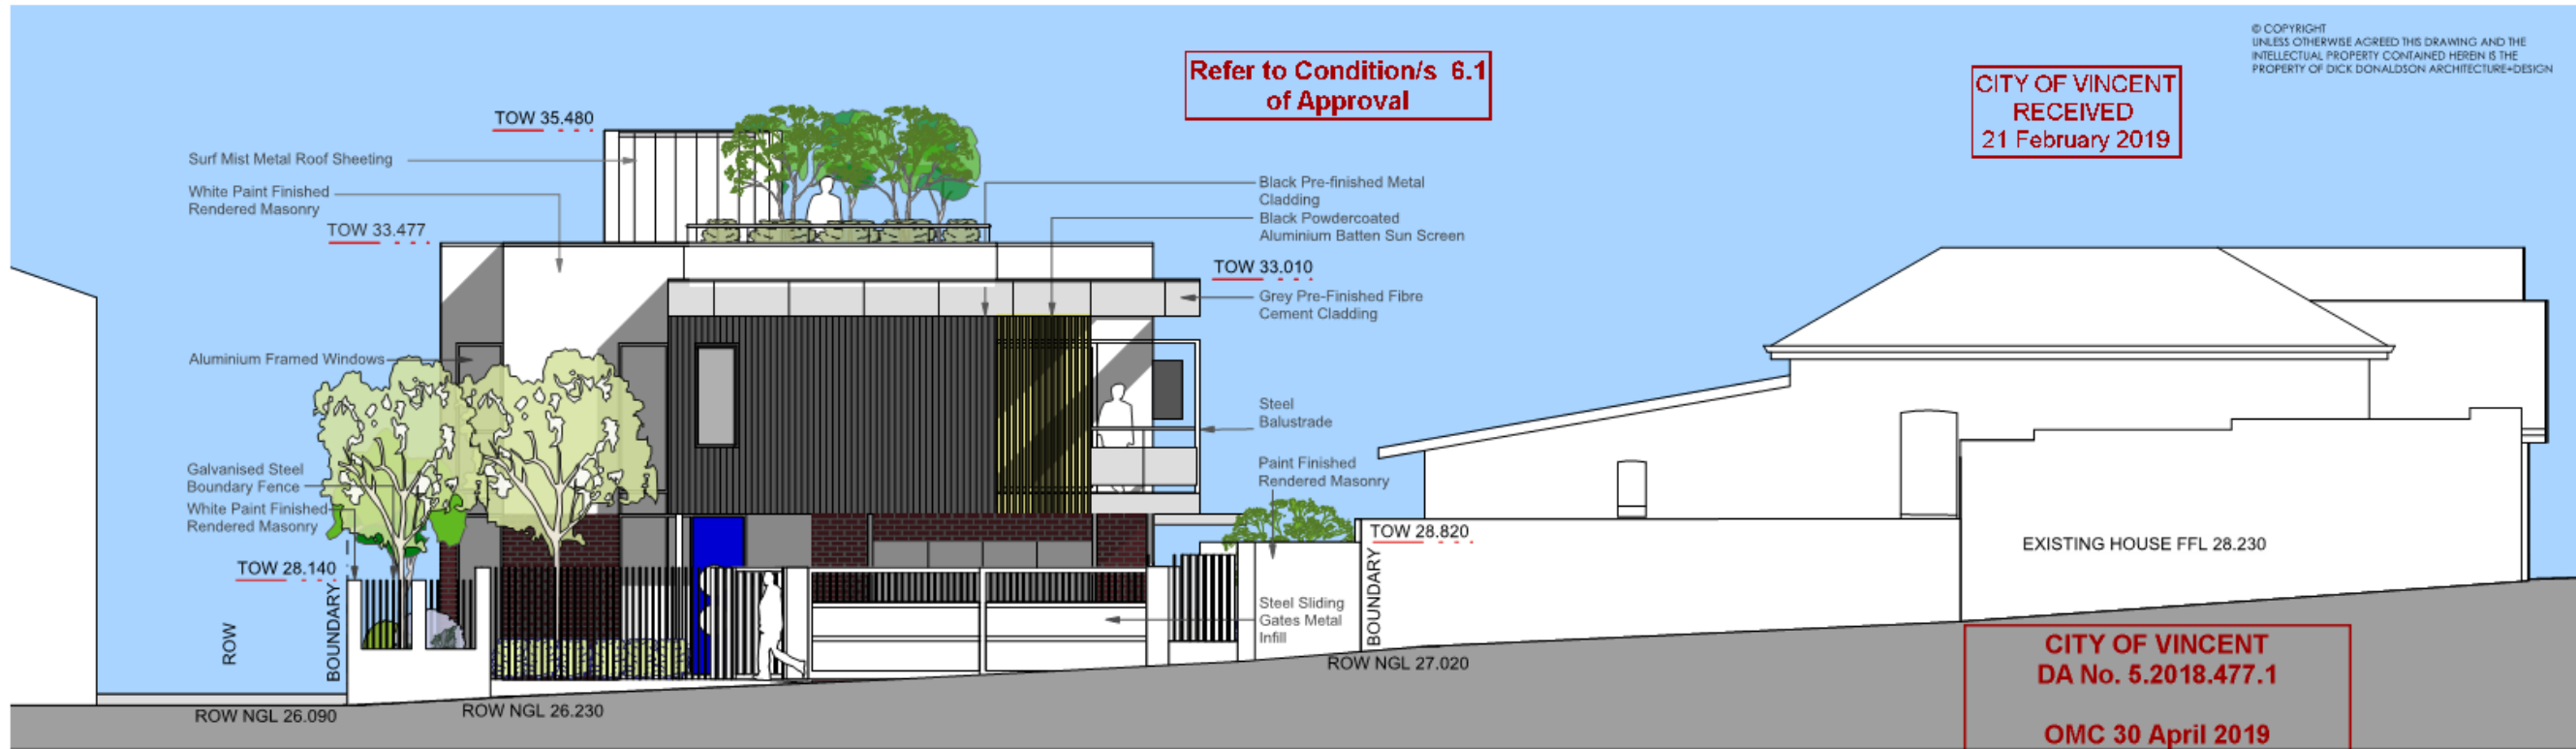 © COPYRIGHT
UNLESS OTHERWISE AGREED THIS DRAWING AND THE
INTELLECTUAL PROPERTY CONTAINED HEREIN IS THE
PROPERTY OF DICK DONALDSON ARCHITECTURE+DESIGN
Refer to Condition/s 6.1
of Approval
CITY OF VINCENT
RECEIVED
21 February 2019
TOW 35.480
Surf Mist Metal Roof Sheeting
White Paint Finished
Rendered Masonry
TOW 33.477
Black Pre-finished Metal
Cladding
Black Powdercoated
Aluminium Batten Sun Screen
TOW 33.010
Grey Pre-Finished Fibre
Cement Cladding
Aluminium Framed Windows
Steel
Balustrade
Galvanised Steel
Boundary Fence
White Paint Finished
Rendered Masonry
Paint Finished
Rendered Masonry
TOW 28.140
TOW 28.820
EXISTING HOUSE FFL 28.230
ROW
BOUNDARY
Steel Sliding
Gates Metal
Infill
BOUNDARY
ROW NGL 27.020
ROW NGL 26.090
ROW NGL 26.230
CITY OF VINCENT
DA No. 5.2018.477.1
OMC 30 April 2019